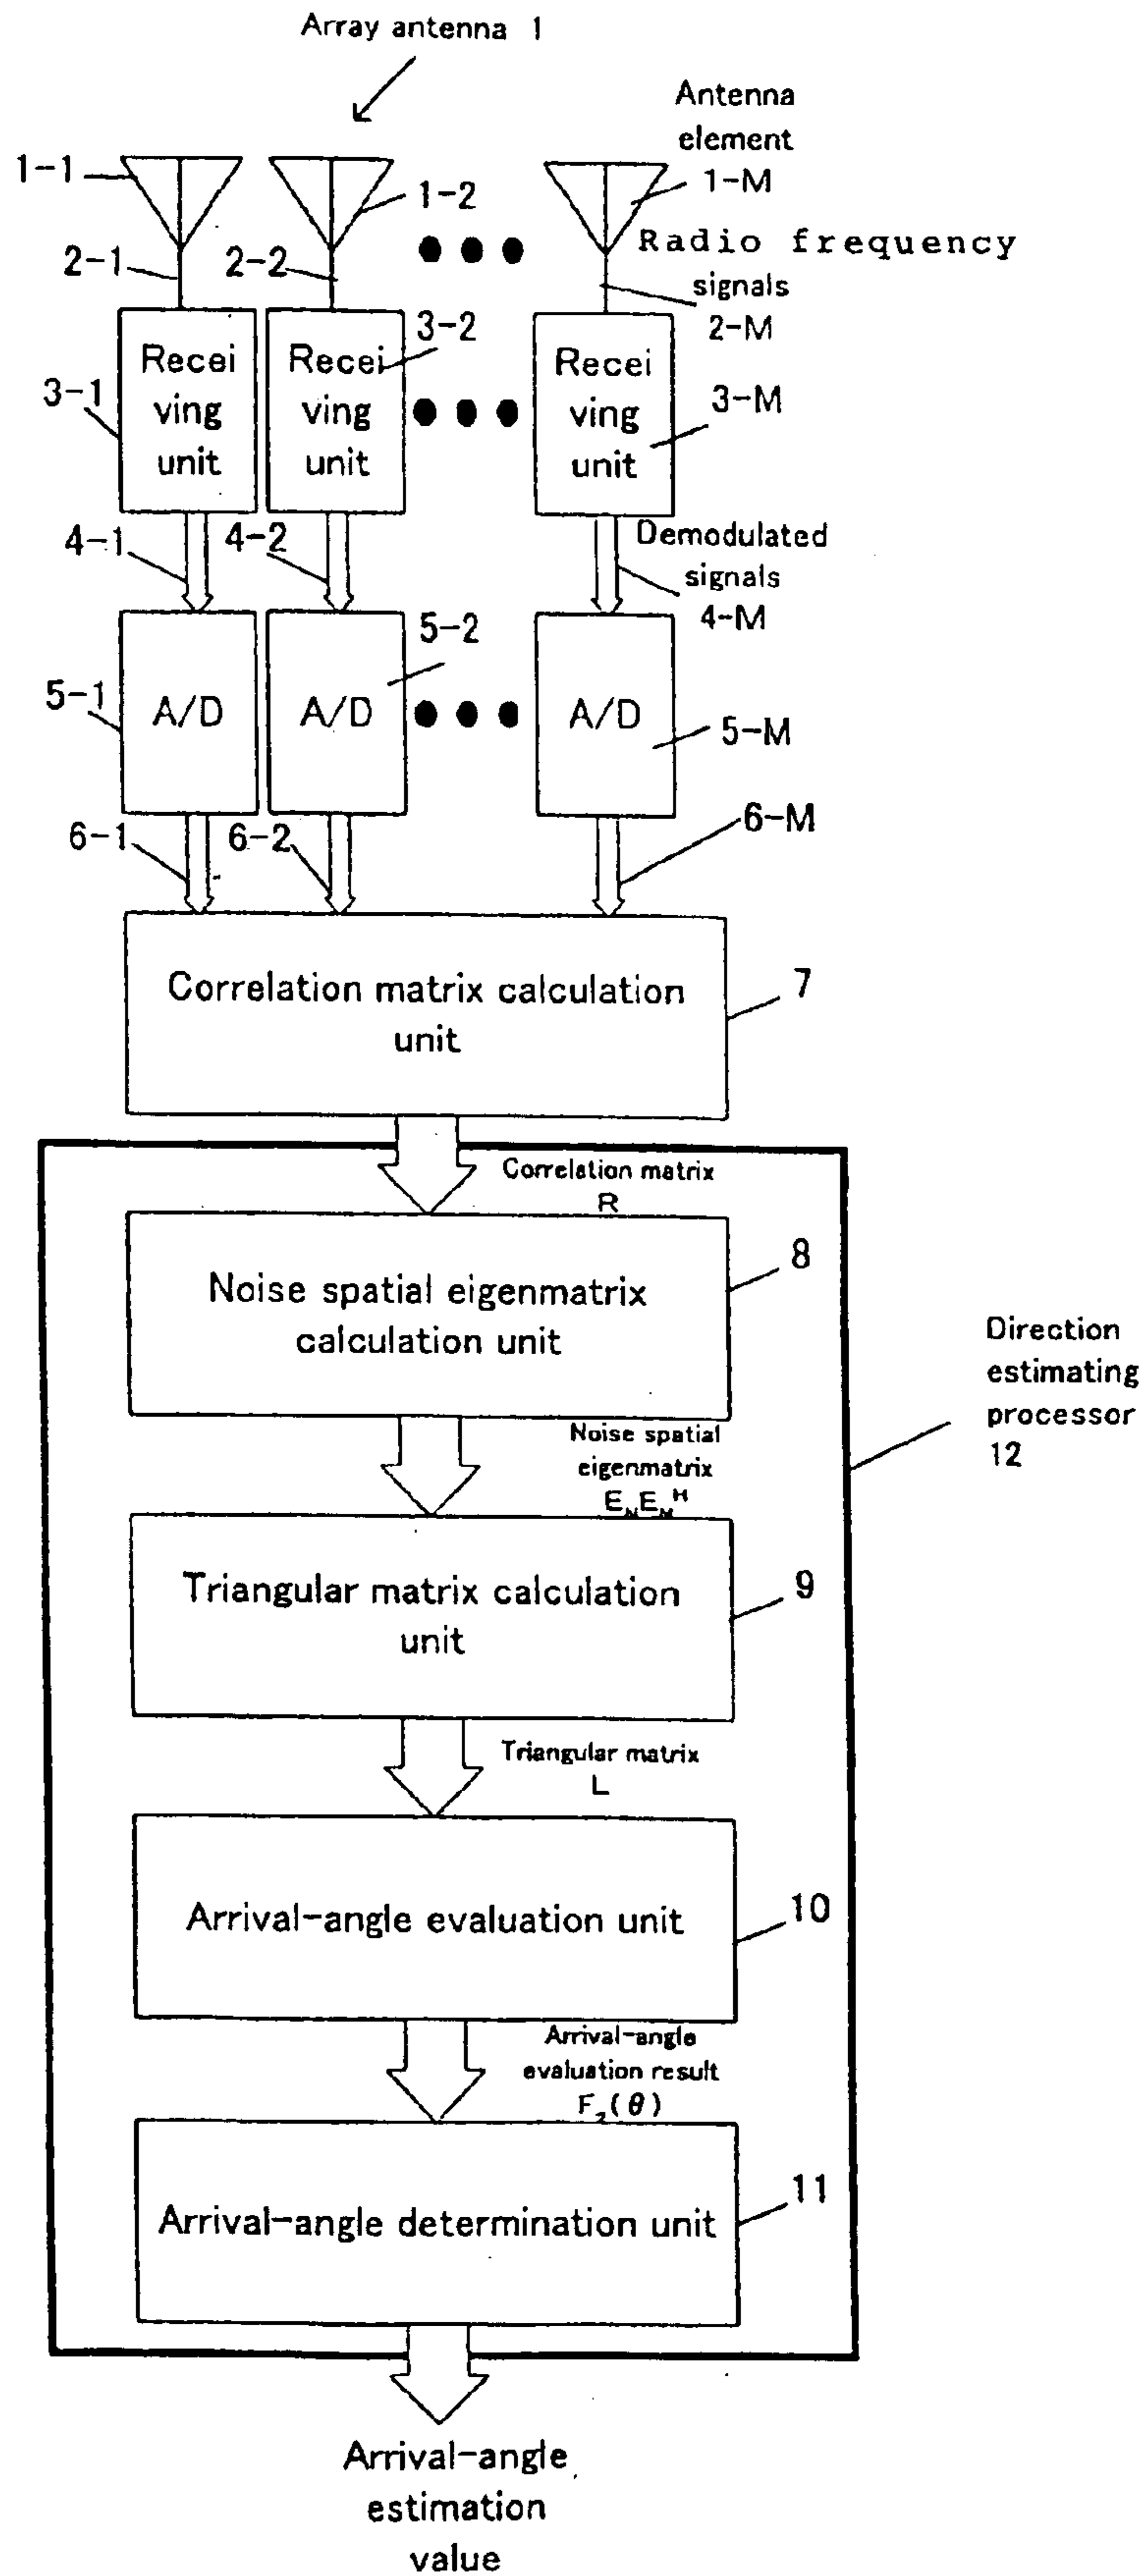 Array antenna 1
Antenna
element
1-M
1-1
1-2
Radio frequency
signals
2-M
2-1
2-2
3-1
Recei
ving
unit
3-2
Recei
ving
unit
Recei
ving
unit
3-M
4-1
4-2
Demodulated
signals
4-M
5-1
A/D
5-2
A/D
A/D
5-M
6-1
6-2
6-M
Correlation matrix calculation
unit
7
Correlation matrix
R
Noise spatial eigenmatrix
calculation unit
8
Direction
estimating
processor
12
Noise spatial
eigenmatrix
E_N E_N^H
Triangular matrix calculation
unit
9
Triangular matrix
L
Arrival-angle evaluation unit
10
Arrival-angle
evaluation result
F₂(θ)
Arrival-angle determination unit
11
Arrival-angle
estimation
value